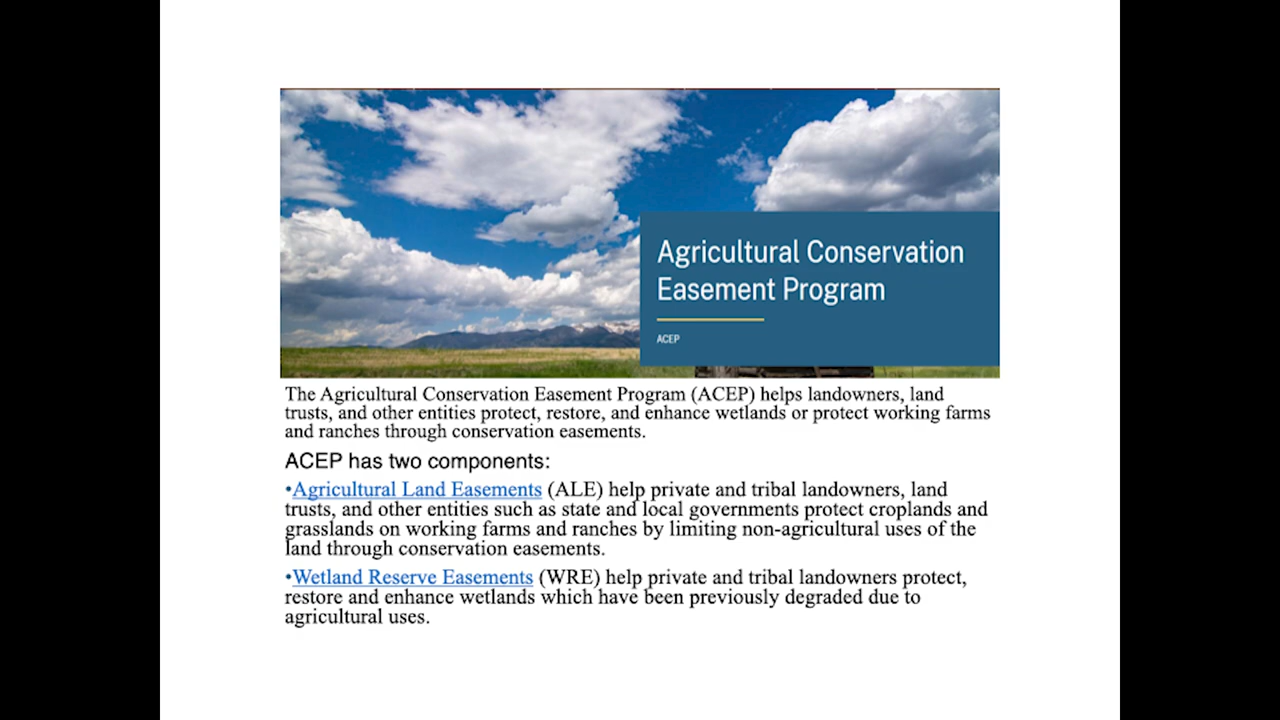 Agricultural Conservation
Easement Program
ACEP
The Agricultural Conservation Easement Program (ACEP) helps landowners, land
trusts, and other entities protect, restore, and enhance wetlands or protect working farms
and ranches through conservation easements.
ACEP has two components:
•Agricultural Land Easements (ALE) help private and tribal landowners, land
trusts, and other entities such as state and local governments protect croplands and
grasslands on working farms and ranches by limiting non-agricultural uses of the
land through conservation easements.
•Wetland Reserve Easements (WRE) help private and tribal landowners protect,
restore and enhance wetlands which have been previously degraded due to
agricultural uses.